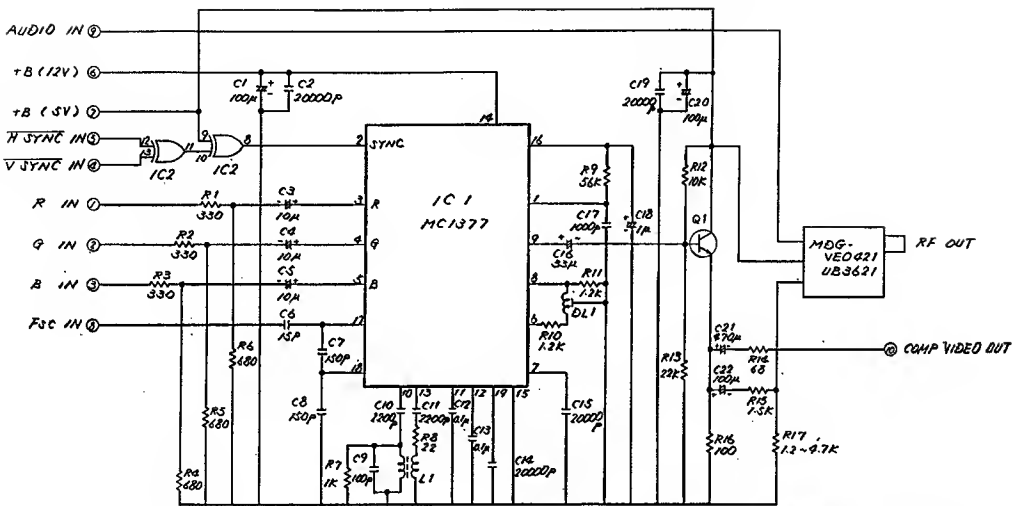 AUDIO IN ⑨
+B (12V) ⑥
+B (5V) ⑦
H SYNC IN ⑤
V SYNC IN ④
12
13
11
IC2
9
10
8
IC2
R IN ①
G IN ②
B IN ③
FSC IN ⑧
R1
330
R2
330
R3
330
C1
100μ
C2
20000P
C3
10μ
C4
10μ
C5
10μ
C6
15P
C7
150P
C8
150P
R6
680
R5
680
R4
680
2 SYNC
3 R
4 G
5 B
17
18
IC1
MC1377
14
16
1
9
8
6
7
10 13 11 12 19 15
R9
56K
C17
1000P
C18
1μ
C16
33μ
R11
1.2K
DL1
R10
1.2K
C10
2200P
C11
2200P
R8
22
C12
0.1μ
C13
0.1μ
C14
20000P
C15
20000P
R7
1K
C9
100P
L1
C19
20000P
C20
100μ
R12
10K
Q1
R13
22K
C21
470μ
C22
100μ
R14
68
R15
1.5K
R16
100
R17
1.2~4.7K
MDG-
VE0421
UB3621
RF OUT
⑩ COMP VIDEO OUT